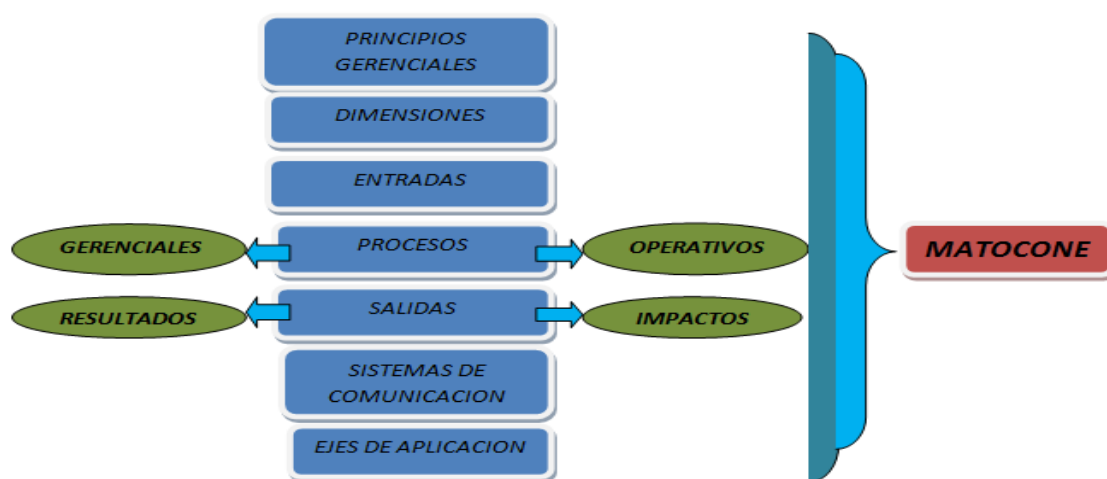 PRINCIPIOS
GERENCIALES
DIMENSIONES
ENTRADAS
GERENCIALES
PROCESOS
OPERATIVOS
MATOCONE
RESULTADOS
SALIDAS
IMPACTOS
SISTEMAS DE
COMUNICACION
EJES DE APLICACION